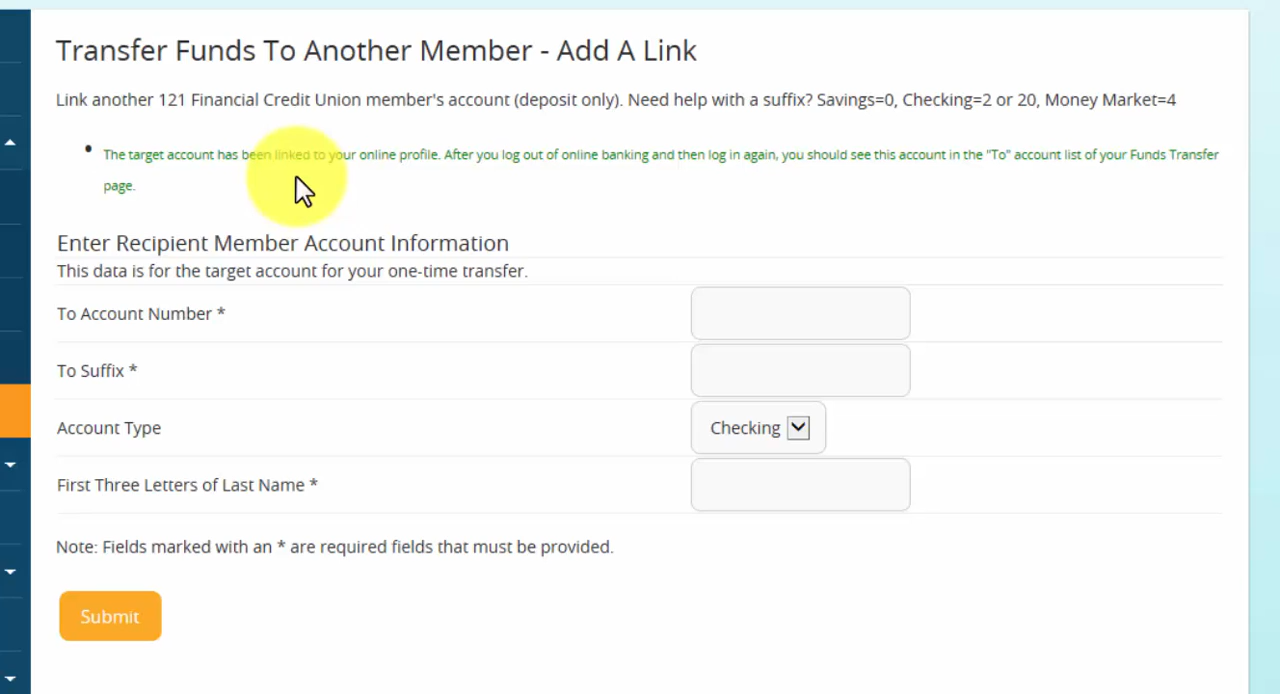 Transfer Funds To Another Member - Add A Link
Link another 121 Financial Credit Union member's account (deposit only). Need help with a suffix? Savings=0, Checking=2 or 20, Money Market=4
The target account has been linked to your online profile. After you log out of online banking and then log in again, you should see this account in the "To" account list of your Funds Transfer
page.
Enter Recipient Member Account Information
This data is for the target account for your one-time transfer.
To Account Number *
To Suffix *
Account Type
Checking
First Three Letters of Last Name *
Note: Fields marked with an * are required fields that must be provided.
Submit